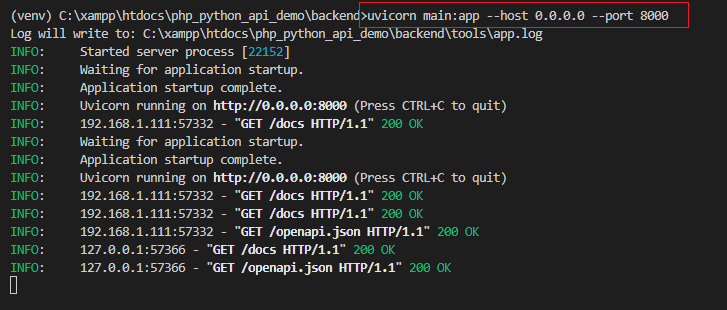 (venv) C:\xampp\htdocs\php_python_api_demo\backend>uvicorn main:app --host 0.0.0.0 --port 8000
Log will write to: C:\xampp\htdocs\php_python_api_demo\backend\tools\app.log
INFO:     Started server process [22152]
INFO:     Waiting for application startup.
INFO:     Application startup complete.
INFO:     Uvicorn running on http://0.0.0.0:8000 (Press CTRL+C to quit)
INFO:     192.168.1.111:57332 - "GET /docs HTTP/1.1" 200 OK
INFO:     Waiting for application startup.
INFO:     Application startup complete.
INFO:     Uvicorn running on http://0.0.0.0:8000 (Press CTRL+C to quit)
INFO:     192.168.1.111:57332 - "GET /docs HTTP/1.1" 200 OK
INFO:     192.168.1.111:57332 - "GET /docs HTTP/1.1" 200 OK
INFO:     192.168.1.111:57332 - "GET /openapi.json HTTP/1.1" 200 OK
INFO:     127.0.0.1:57366 - "GET /docs HTTP/1.1" 200 OK
INFO:     127.0.0.1:57366 - "GET /openapi.json HTTP/1.1" 200 OK